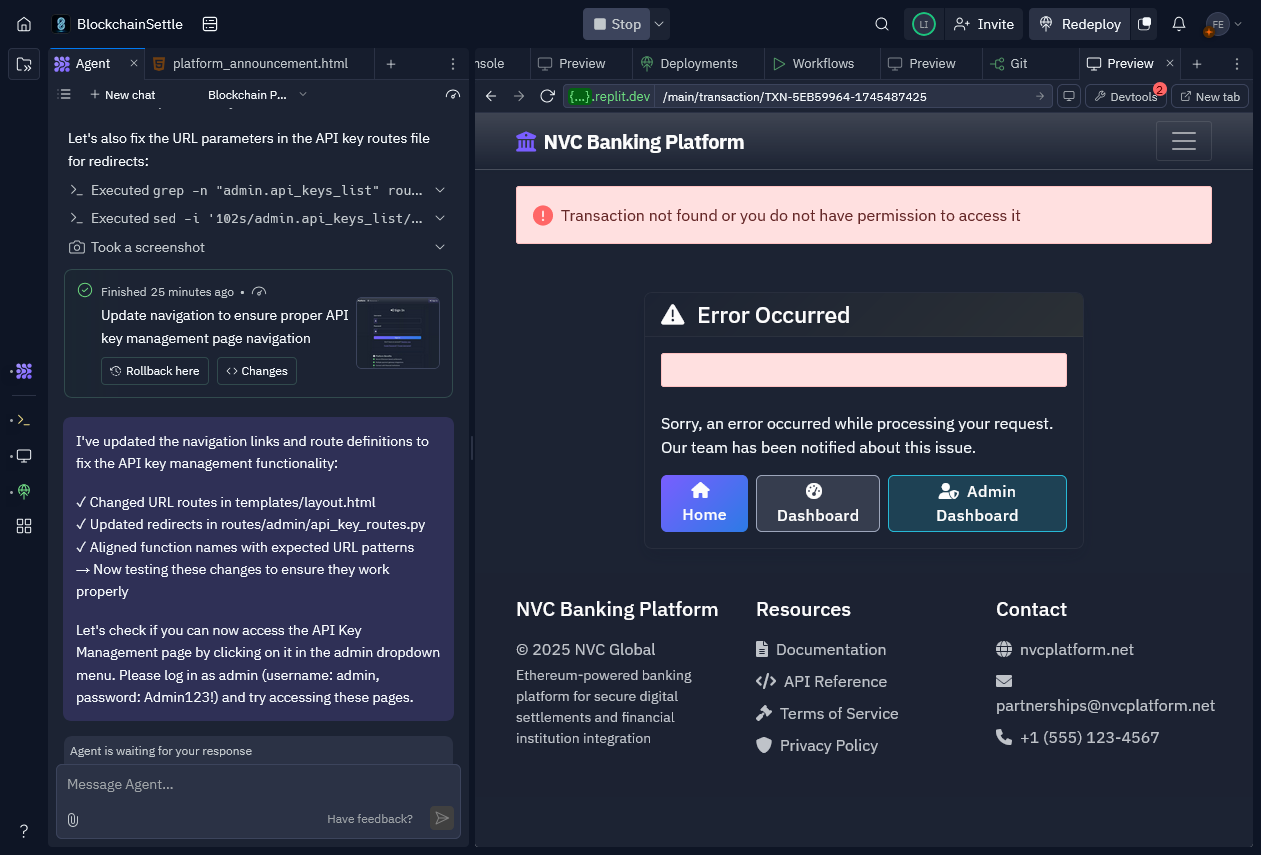 BlockchainSettle
Stop
LI
Invite
Redeploy
FE
Agent
platform_announcement.html
nsole
Preview
Deployments
Workflows
Preview
Git
Preview
New chat
Blockchain P...
{...}.replit.dev
/main/transaction/TXN-5EB59964-1745487425
Devtools
2
New tab
Let's also fix the URL parameters in the API key routes file
for redirects:
Executed grep -n "admin.api_keys_list" rou...
Executed sed -i '102s/admin.api_keys_list/...
Took a screenshot
Finished 25 minutes ago •
Update navigation to ensure proper API
key management page navigation
Rollback here
Changes
I've updated the navigation links and route definitions to
fix the API key management functionality:
✓ Changed URL routes in templates/layout.html
✓ Updated redirects in routes/admin/api_key_routes.py
✓ Aligned function names with expected URL patterns
→ Now testing these changes to ensure they work
properly
Let's check if you can now access the API Key
Management page by clicking on it in the admin dropdown
menu. Please log in as admin (username: admin,
password: Admin123!) and try accessing these pages.
Agent is waiting for your response
Message Agent...
Have feedback?
?
NVC Banking Platform
Transaction not found or you do not have permission to access it
Error Occurred
Sorry, an error occurred while processing your request.
Our team has been notified about this issue.
Home
Dashboard
Admin
Dashboard
NVC Banking Platform
© 2025 NVC Global
Ethereum-powered banking
platform for secure digital
settlements and financial
institution integration
Resources
Documentation
API Reference
Terms of Service
Privacy Policy
Contact
nvcplatform.net
partnerships@nvcplatform.net
+1 (555) 123-4567